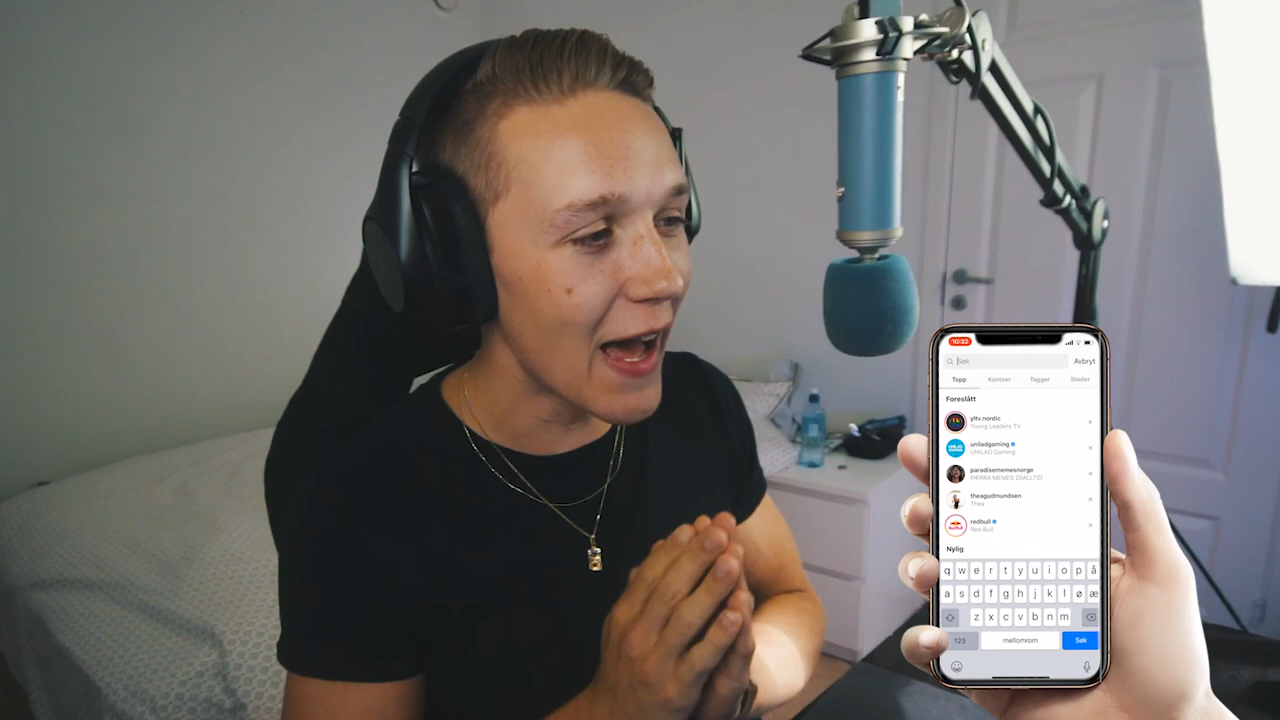 10:32
Søk
Avbryt
Topp
Kontoer
Tagger
Steder
Foreslått
yltv.nordic
Young Leaders TV
uniladgaming
UNILAD Gaming
paradisememesnorge
PÆRRA MEMES 20ALLTID
theagudmundsen
Thea
redbull
Red Bull
Nylig
q w e r t y u i o p å
a s d f g h j k l ø æ
z x c v b n m
123
mellomrom
Søk